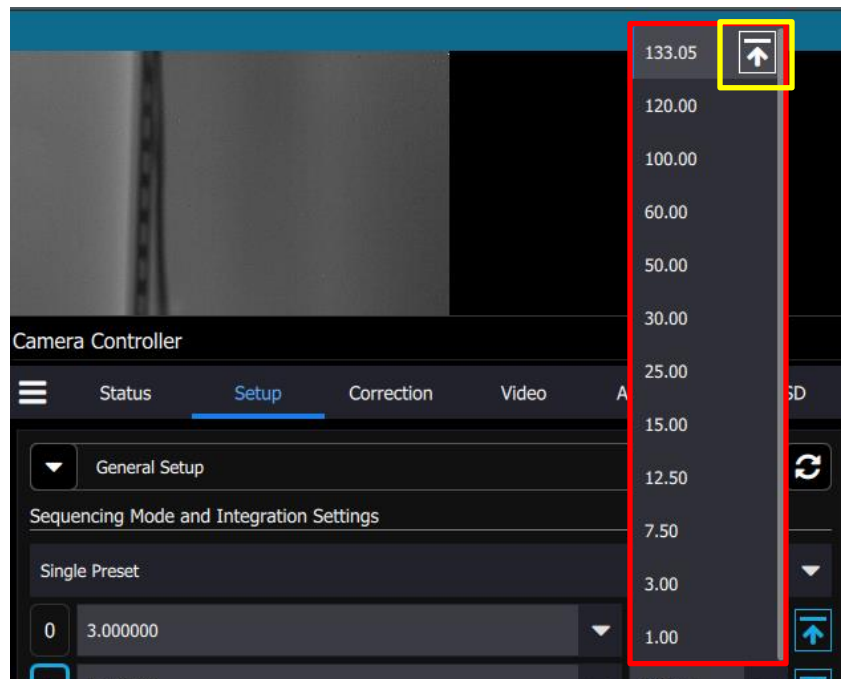 133.05
120.00
100.00
60.00
50.00
30.00
Camera Controller
25.00
Status Setup Correction Video A SD
15.00
General Setup
12.50
Sequencing Mode and Integration Settings
7.50
Single Preset
3.00
0 3.000000
1.00